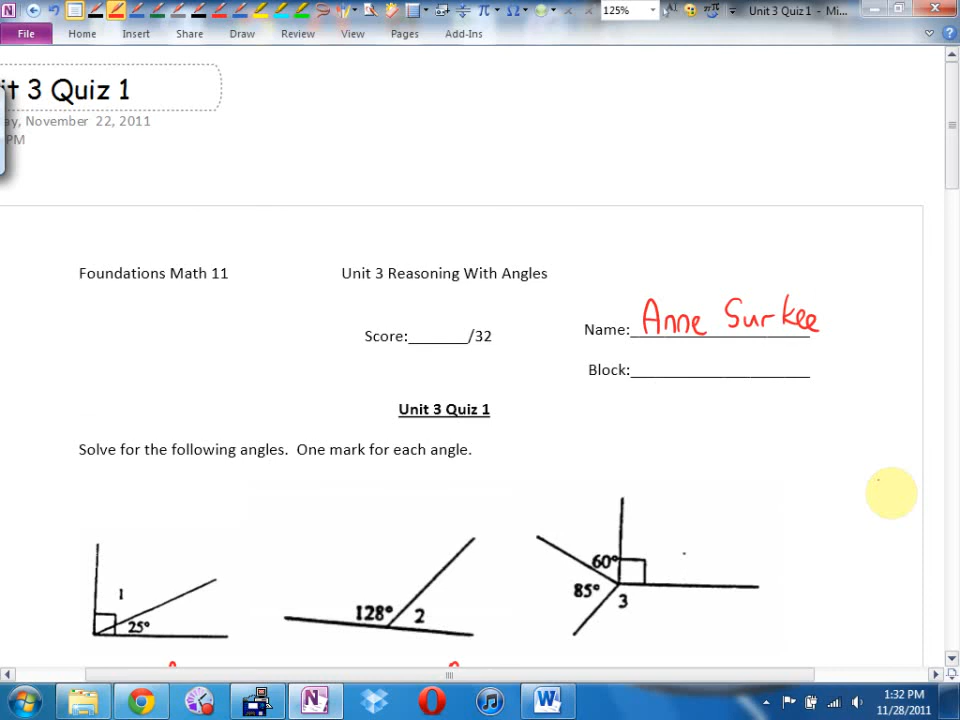 125%
Unit 3 Quiz 1 - Mi...
File Home Insert Share Draw Review View Pages Add-Ins
it 3 Quiz 1
ay, November 22, 2011
PM
Foundations Math 11 Unit 3 Reasoning With Angles
Score:_______/32 Name: Anne Surkee
Block:
Unit 3 Quiz 1
Solve for the following angles. One mark for each angle.
1
25°
128° 2
60°
85°
3
1:32 PM
11/28/2011